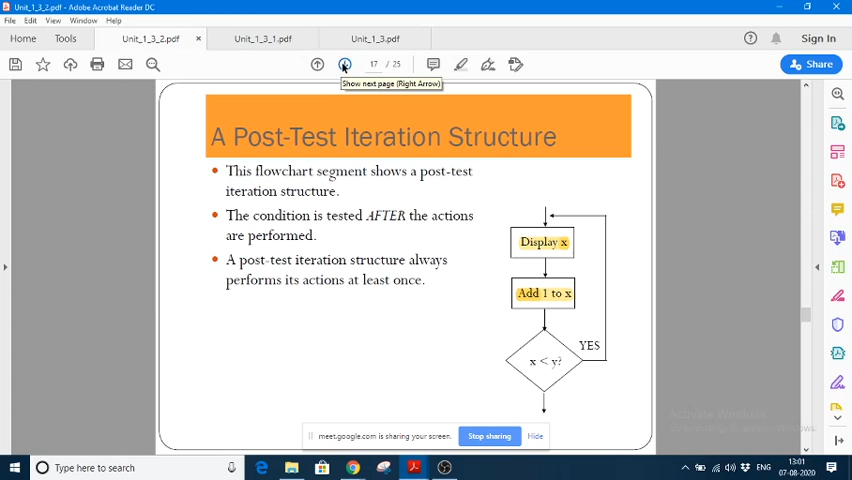 Unit_1_3_2.pdf - Adobe Acrobat Reader DC
File Edit View Window Help
Home Tools Unit_1_3_2.pdf × Unit_1_3_1.pdf Unit_1_3.pdf Sign In
17 / 25 Share
Show next page (Right Arrow)
A Post-Test Iteration Structure
• This flowchart segment shows a post-test
iteration structure.
• The condition is tested AFTER the actions
are performed.
• A post-test iteration structure always
performs its actions at least once.
Display x
Add 1 to x
YES
x < y?
Activate Windows
meet.google.com is sharing your screen. Stop sharing Hide
Type here to search
ENG
13:01
07-08-2020